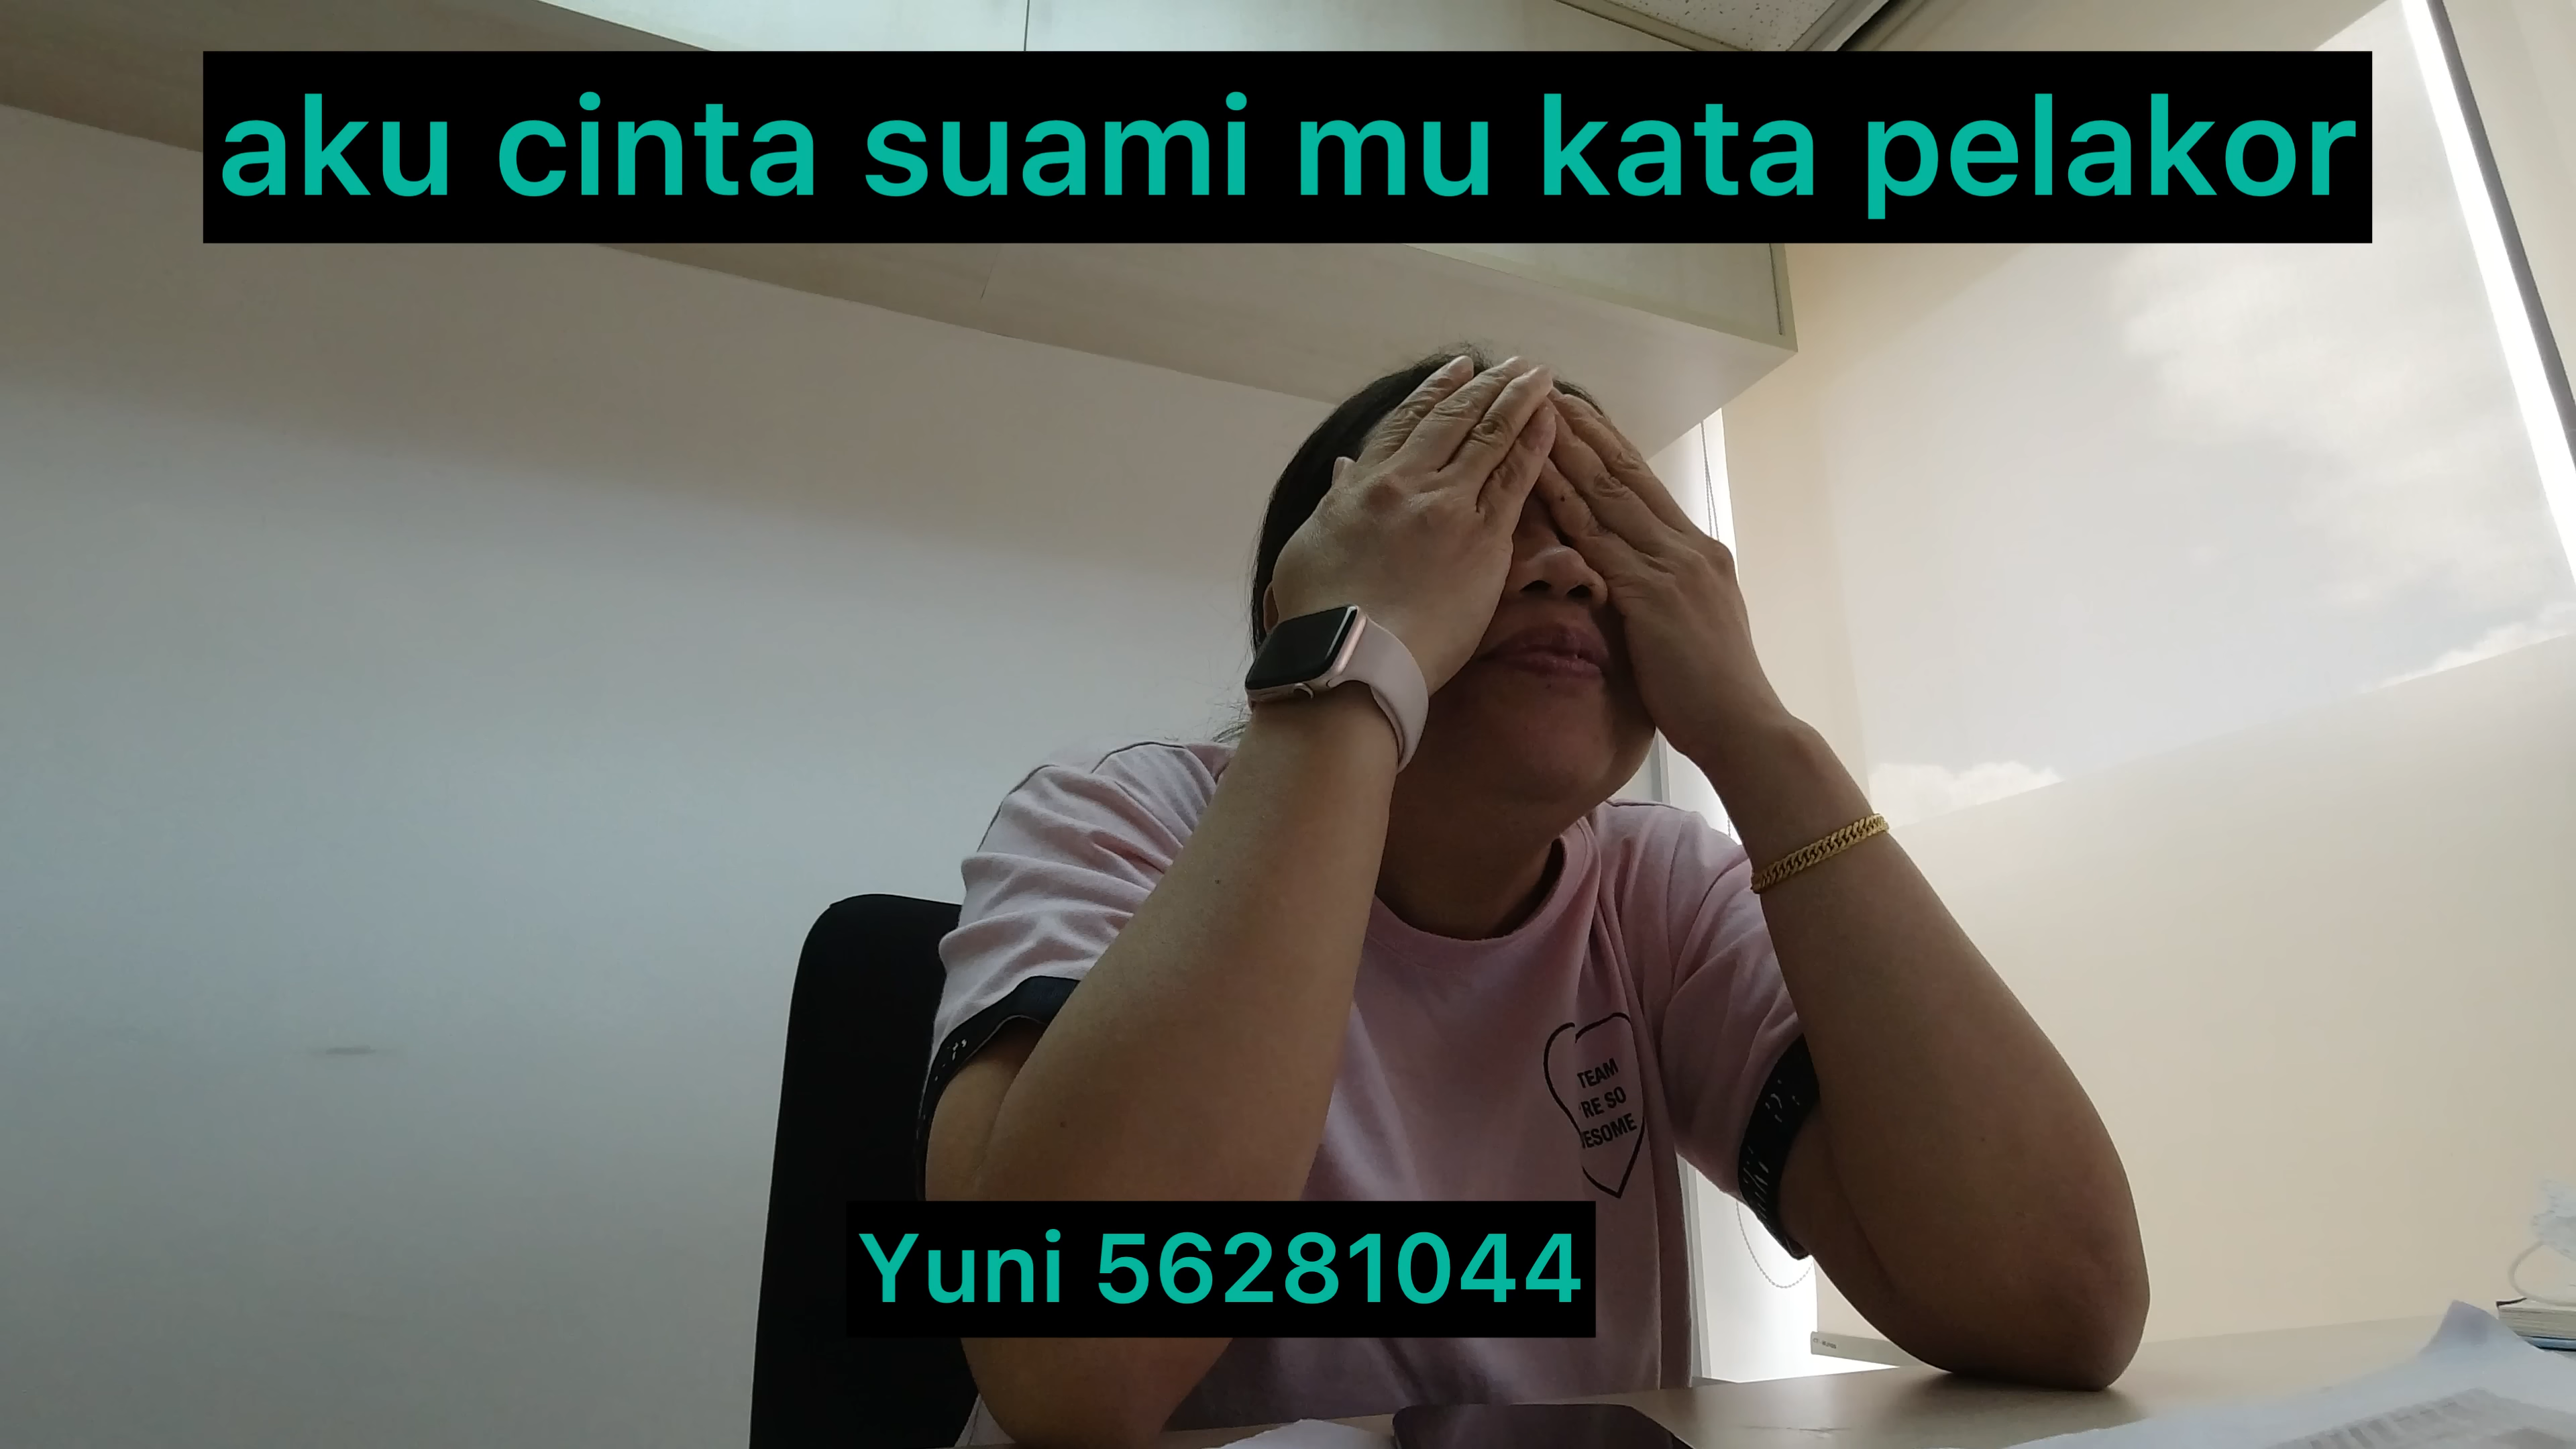 aku cinta suami mu kata pelakor
TEAM
'RE SO
ESOME
Yuni 56281044